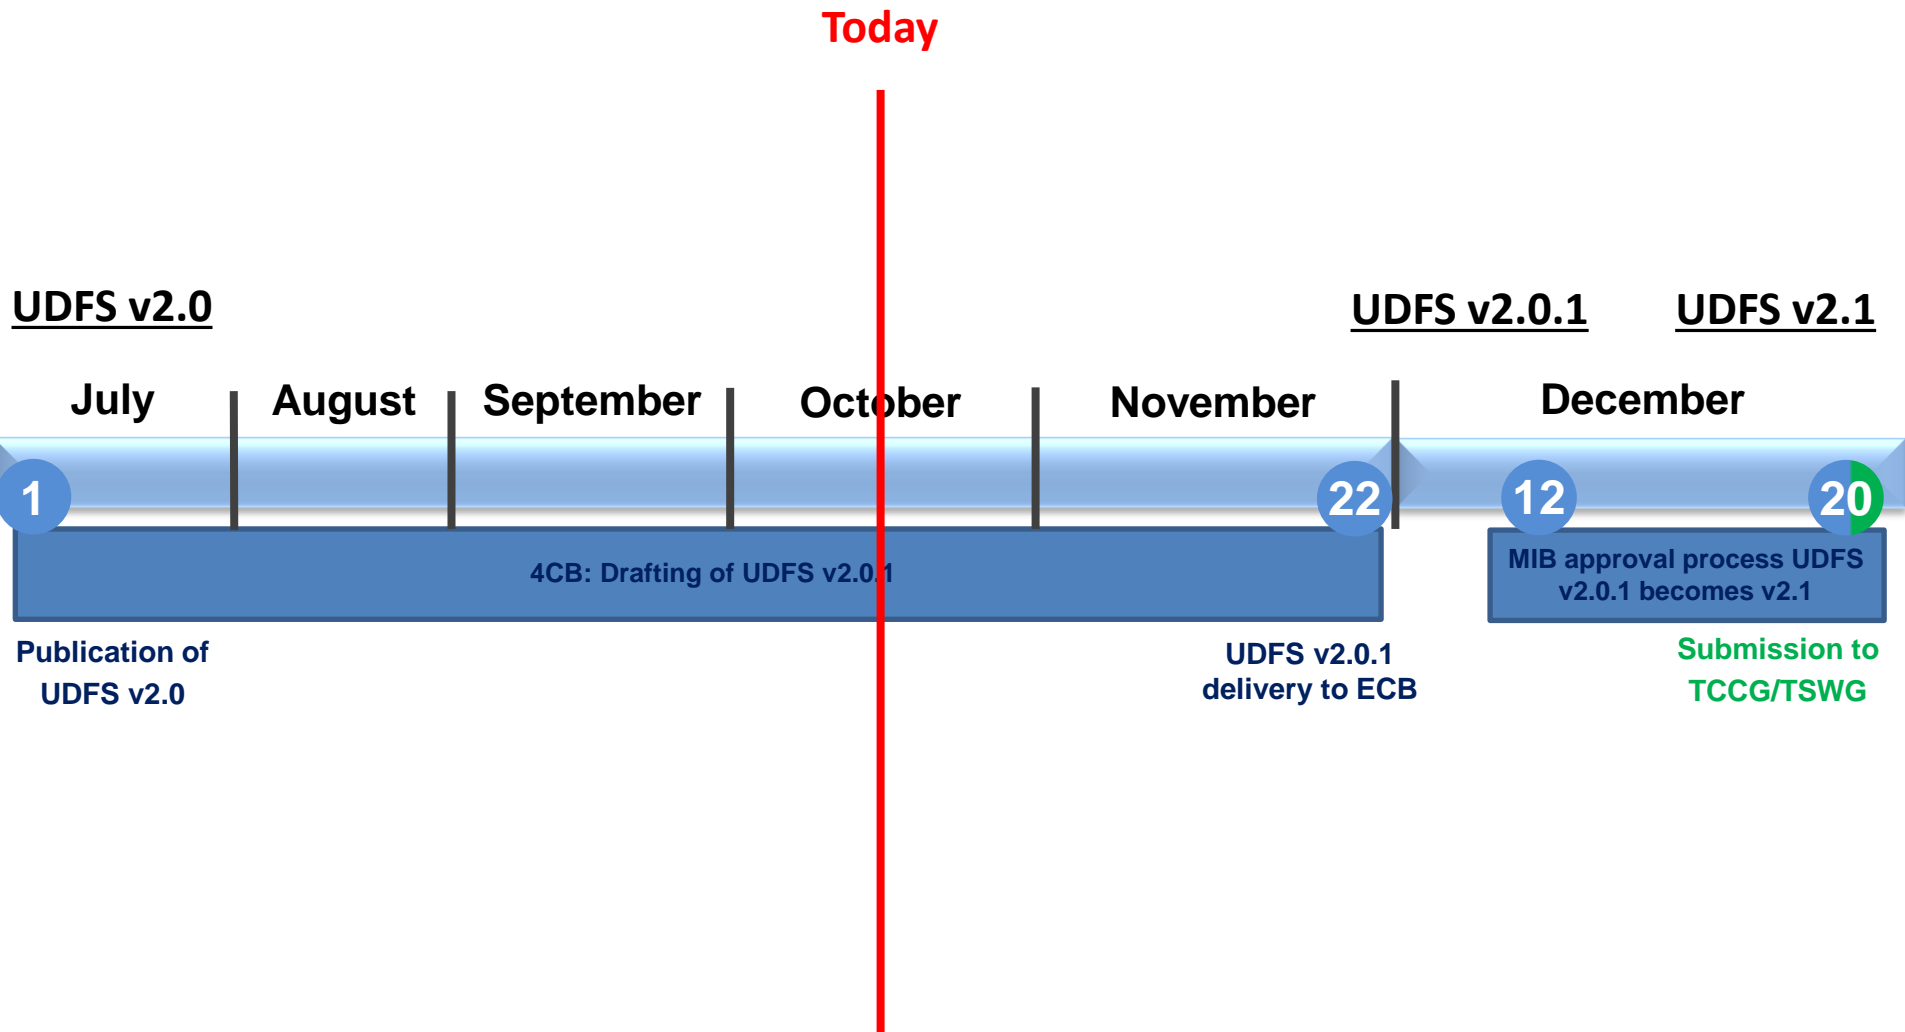 Today
UDFS v2.0
UDFS v2.0.1
UDFS v2.1
July
August
September
October
November
December
1
22
12
20
4CB: Drafting of UDFS v2.0.1
MIB approval process UDFS
v2.0.1 becomes v2.1
Publication of
UDFS v2.0
UDFS v2.0.1
delivery to ECB
Submission to
TCCG/TSWG